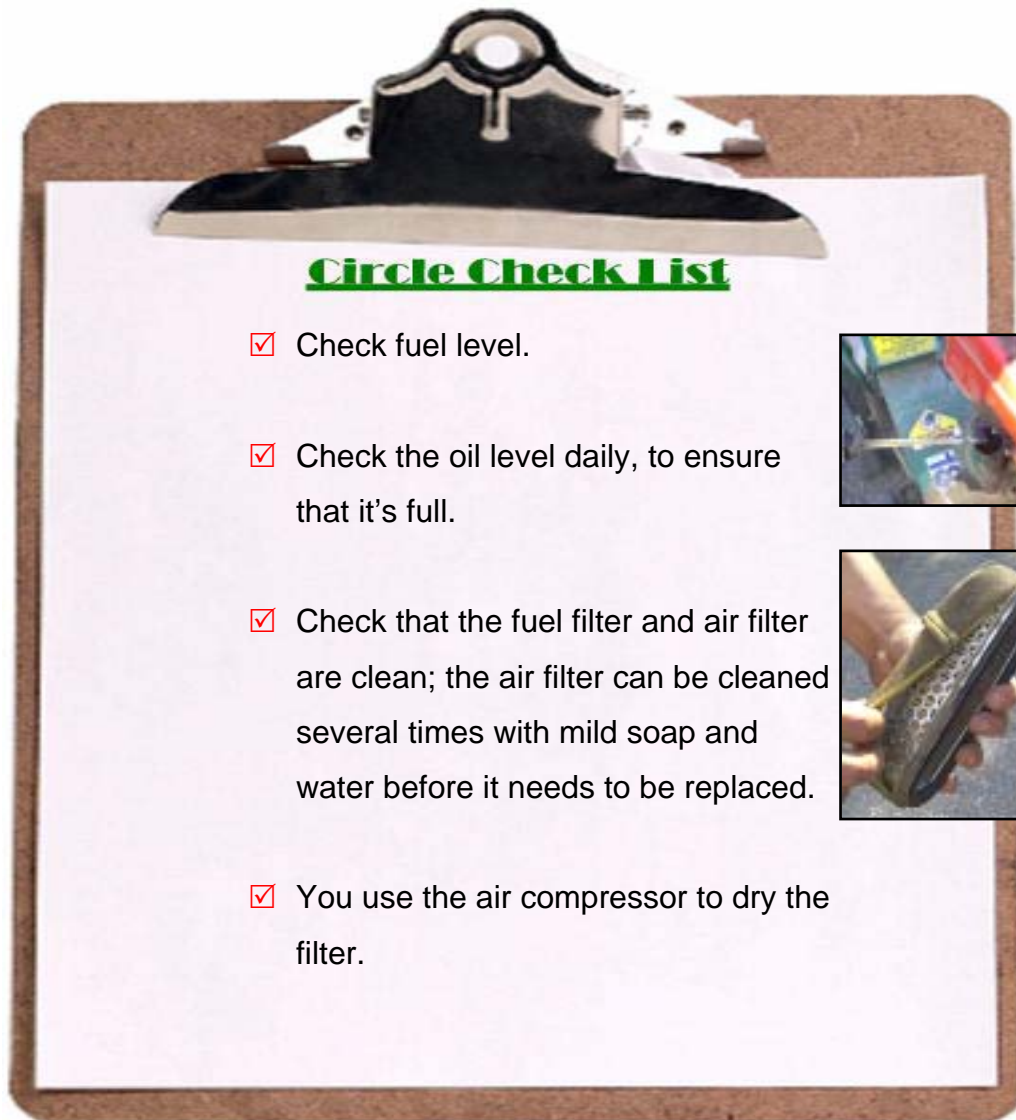 Circle Check List
Check fuel level.
Check the oil level daily, to ensure
that it’s full.
Check that the fuel filter and air filter
are clean; the air filter can be cleaned
several times with mild soap and
water before it needs to be replaced.
You use the air compressor to dry the
filter.